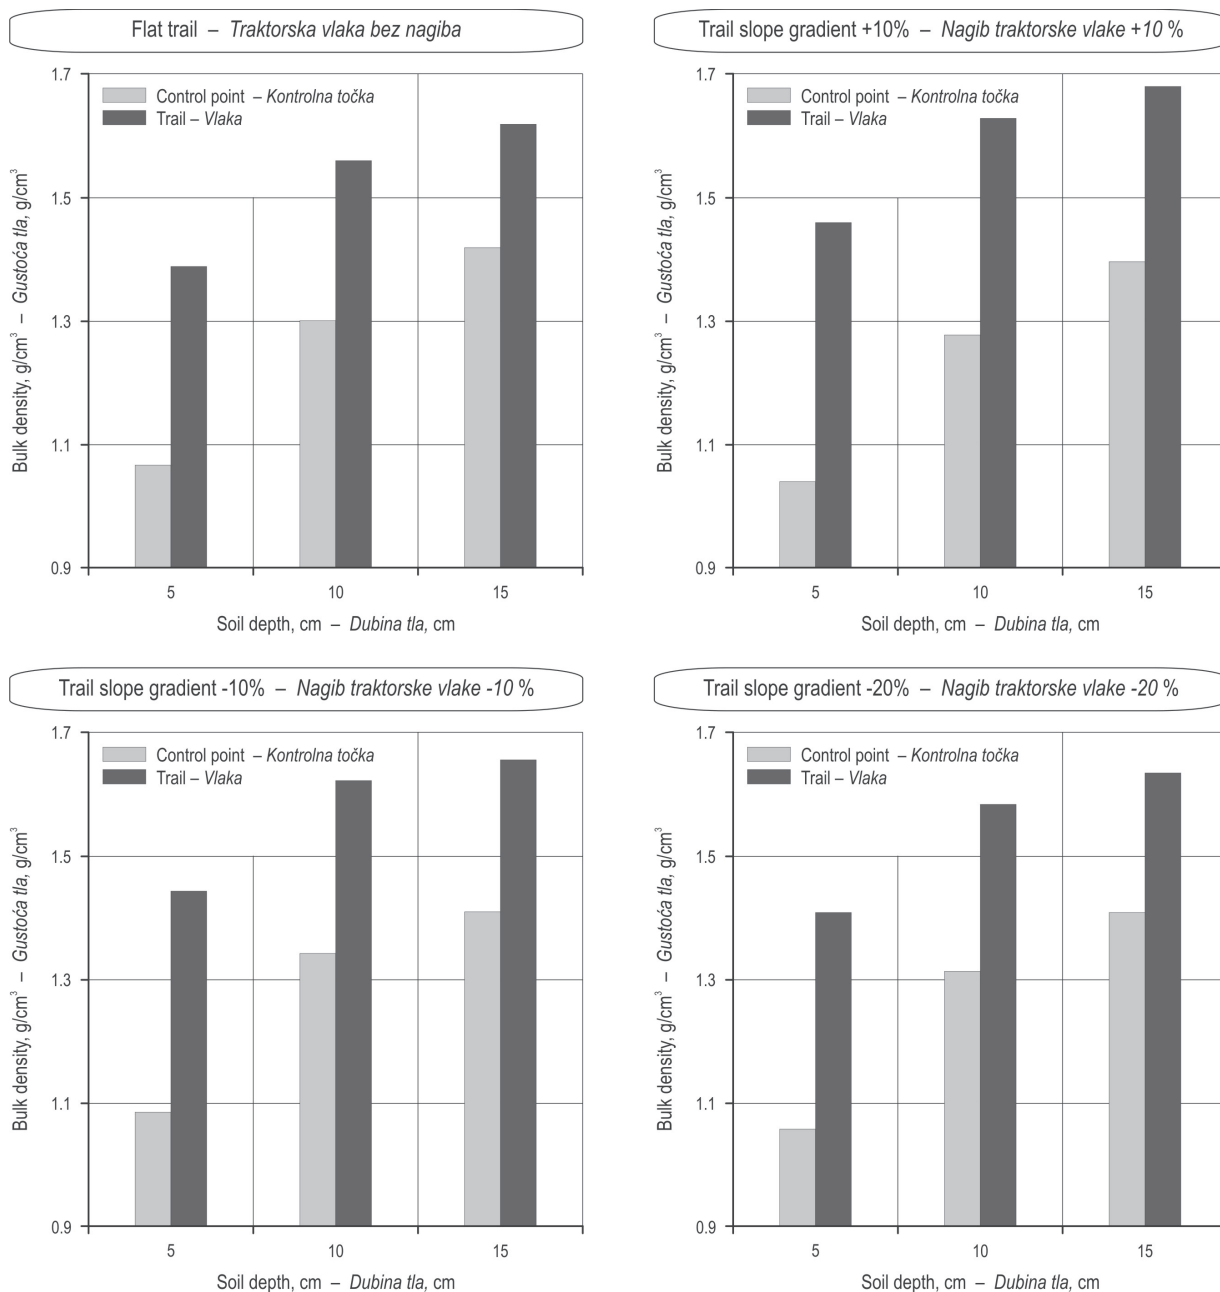 Flat trail – Traktorska vlaka bez nagiba
Bulk density, g/cm³ – Gustoća tla, g/cm³
1.7
1.5
1.3
1.1
0.9
Control point – Kontrolna točka
Trail – Vlaka
5 10 15
Soil depth, cm – Dubina tla, cm
Trail slope gradient +10% – Nagib traktorske vlake +10 %
Bulk density, g/cm³ – Gustoća tla, g/cm³
1.7
1.5
1.3
1.1
0.9
Control point – Kontrolna točka
Trail – Vlaka
5 10 15
Soil depth, cm – Dubina tla, cm
Trail slope gradient -10% – Nagib traktorske vlake -10 %
Bulk density, g/cm³ – Gustoća tla, g/cm³
1.7
1.5
1.3
1.1
0.9
Control point – Kontrolna točka
Trail – Vlaka
5 10 15
Soil depth, cm – Dubina tla, cm
Trail slope gradient -20% – Nagib traktorske vlake -20 %
Bulk density, g/cm³ – Gustoća tla, g/cm³
1.7
1.5
1.3
1.1
0.9
Control point – Kontrolna točka
Trail – Vlaka
5 10 15
Soil depth, cm – Dubina tla, cm